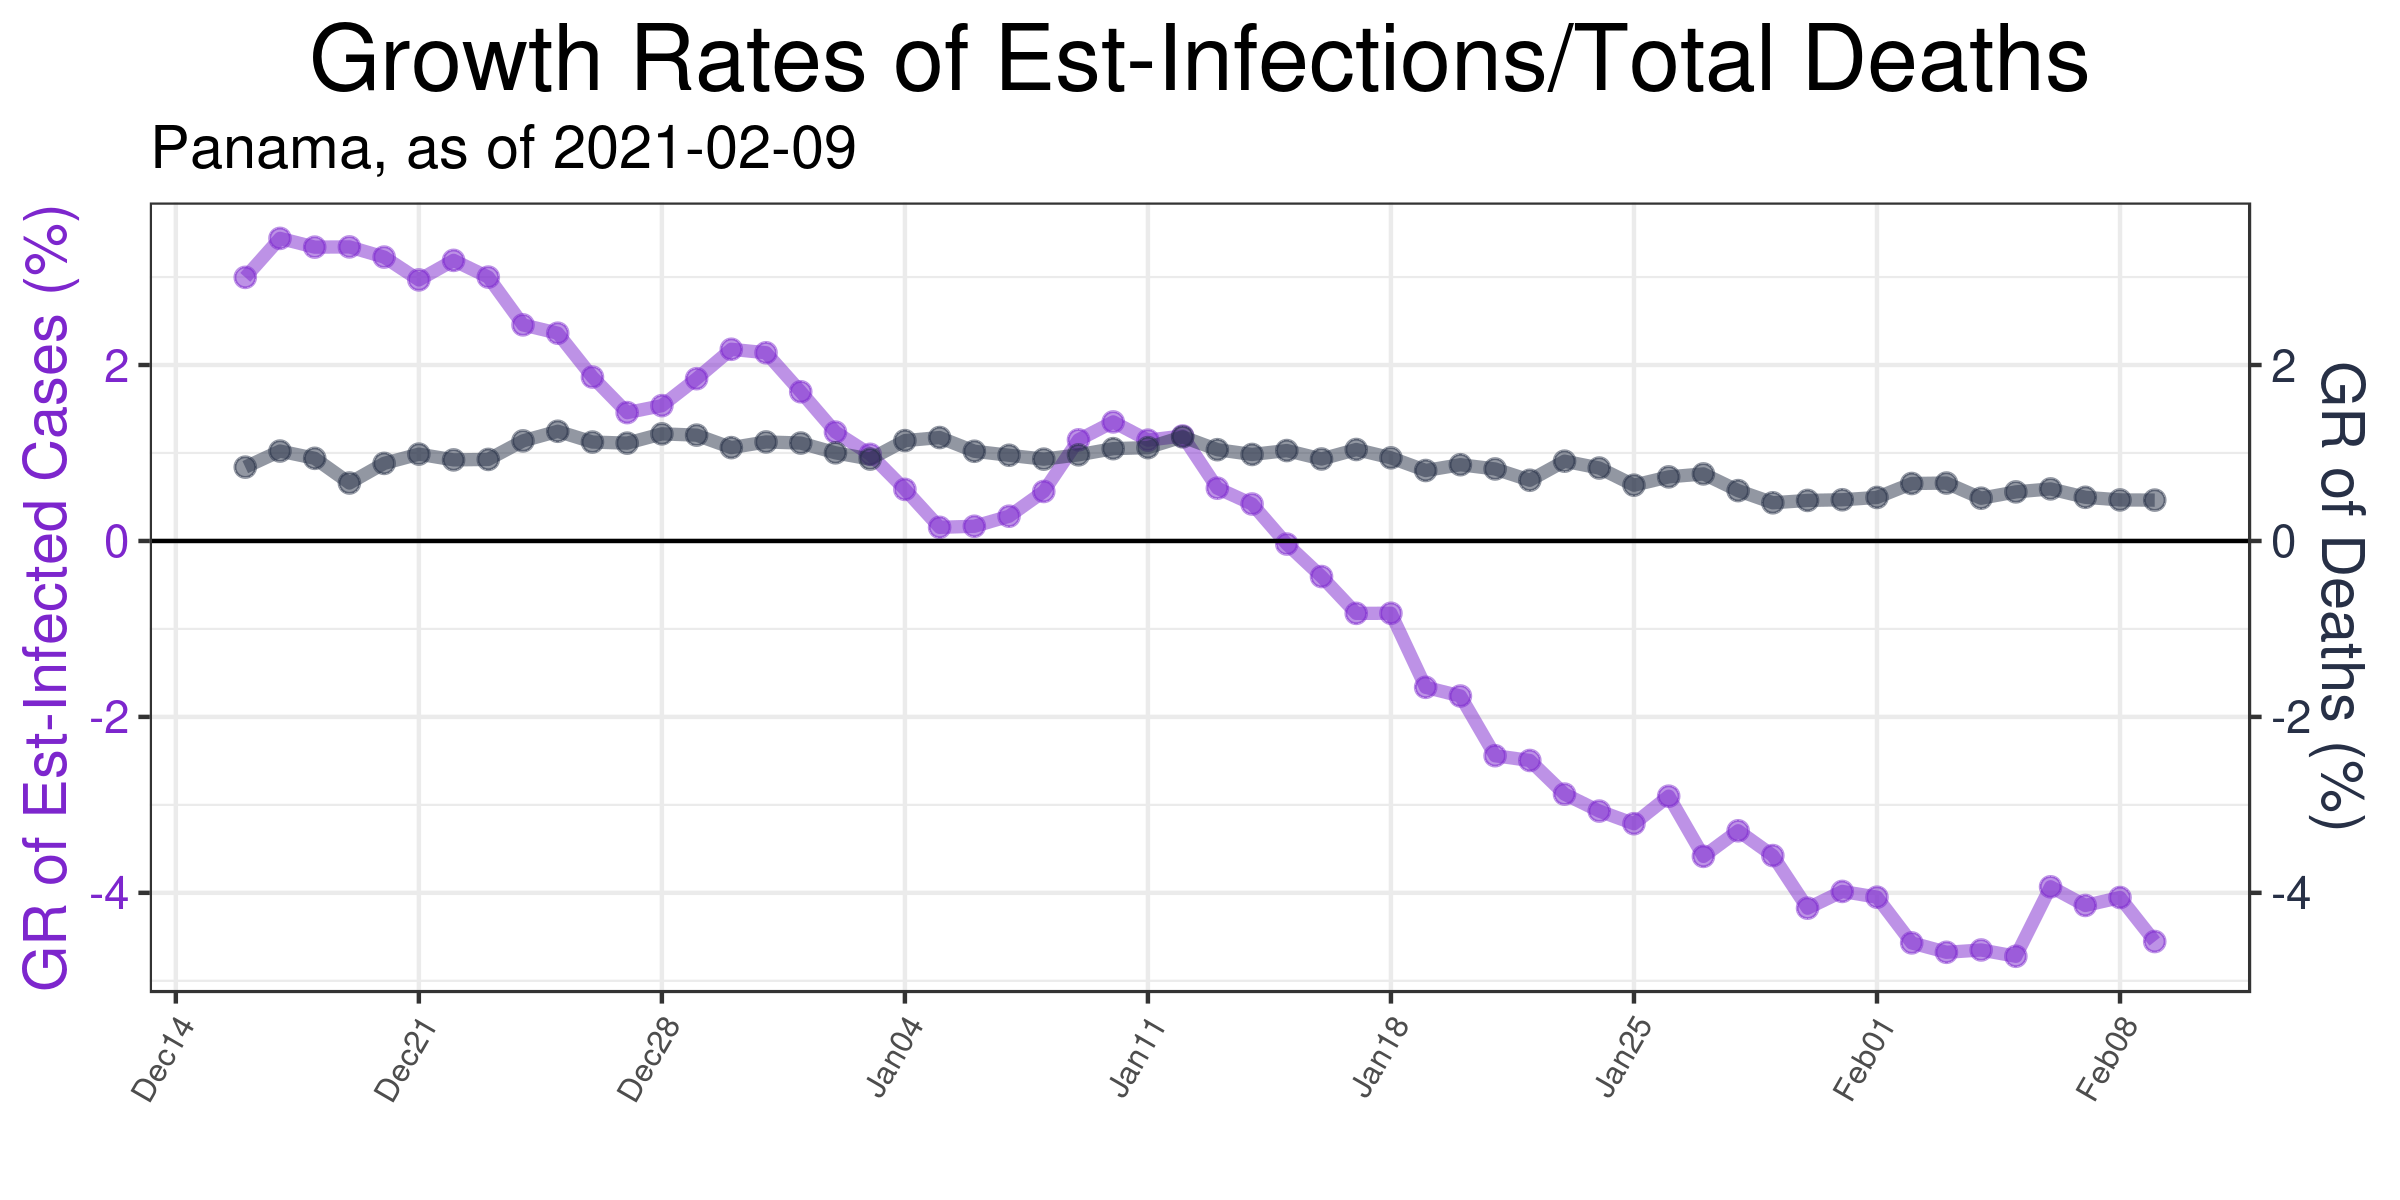 Growth Rates of Est-Infections/Total Deaths
Panama, as of 2021-02-09
GR of Est-Infected Cases (%)
2
0
-2
-4
2
0
-2
-4
GR of Deaths (%)
Dec14
Dec21
Dec28
Jan04
Jan11
Jan18
Jan25
Feb01
Feb08